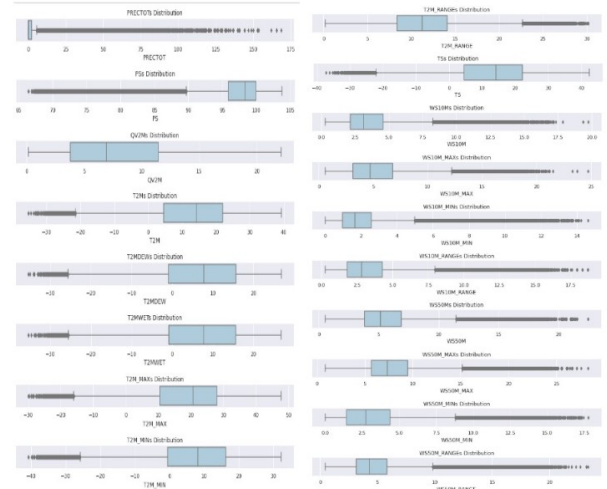 PRECTOTs Distribution
0 25 50 75 100 125 150 175
PRECTOT
PSs Distribution
65 70 75 80 85 90 95 100 105
PS
QV2Ms Distribution
0 5 10 15 20
QV2M
T2Ms Distribution
−30 −20 −10 0 10 20 30 40
T2M
T2MDEWs Distribution
−30 −20 −10 0 10 20
T2MDEW
T2MWETs Distribution
−30 −20 −10 0 10 20
T2MWET
T2M_MAXs Distribution
−30 −20 −10 0 10 20 30 40 50
T2M_MAX
T2M_MINs Distribution
−40 −30 −20 −10 0 10 20 30
T2M_MIN
T2M_RANGEs Distribution
0 5 10 15 20 25 30
T2M_RANGE
TSs Distribution
−40 −30 −20 −10 0 10 20 30 40
TS
WS10Ms Distribution
0.0 2.5 5.0 7.5 10.0 12.5 15.0 17.5 20.0
WS10M
WS10M_MAXs Distribution
0 5 10 15 20 25
WS10M_MAX
WS10M_MINs Distribution
0 2 4 6 8 10 12 14
WS10M_MIN
WS10M_RANGEs Distribution
0.0 2.5 5.0 7.5 10.0 12.5 15.0 17.5
WS10M_RANGE
WS50Ms Distribution
0 5 10 15 20
WS50M
WS50M_MAXs Distribution
0 5 10 15 20 25
WS50M_MAX
WS50M_MINs Distribution
0.0 2.5 5.0 7.5 10.0 12.5 15.0 17.5
WS50M_MIN
WS50M_RANGEs Distribution
0 5 10 15 20